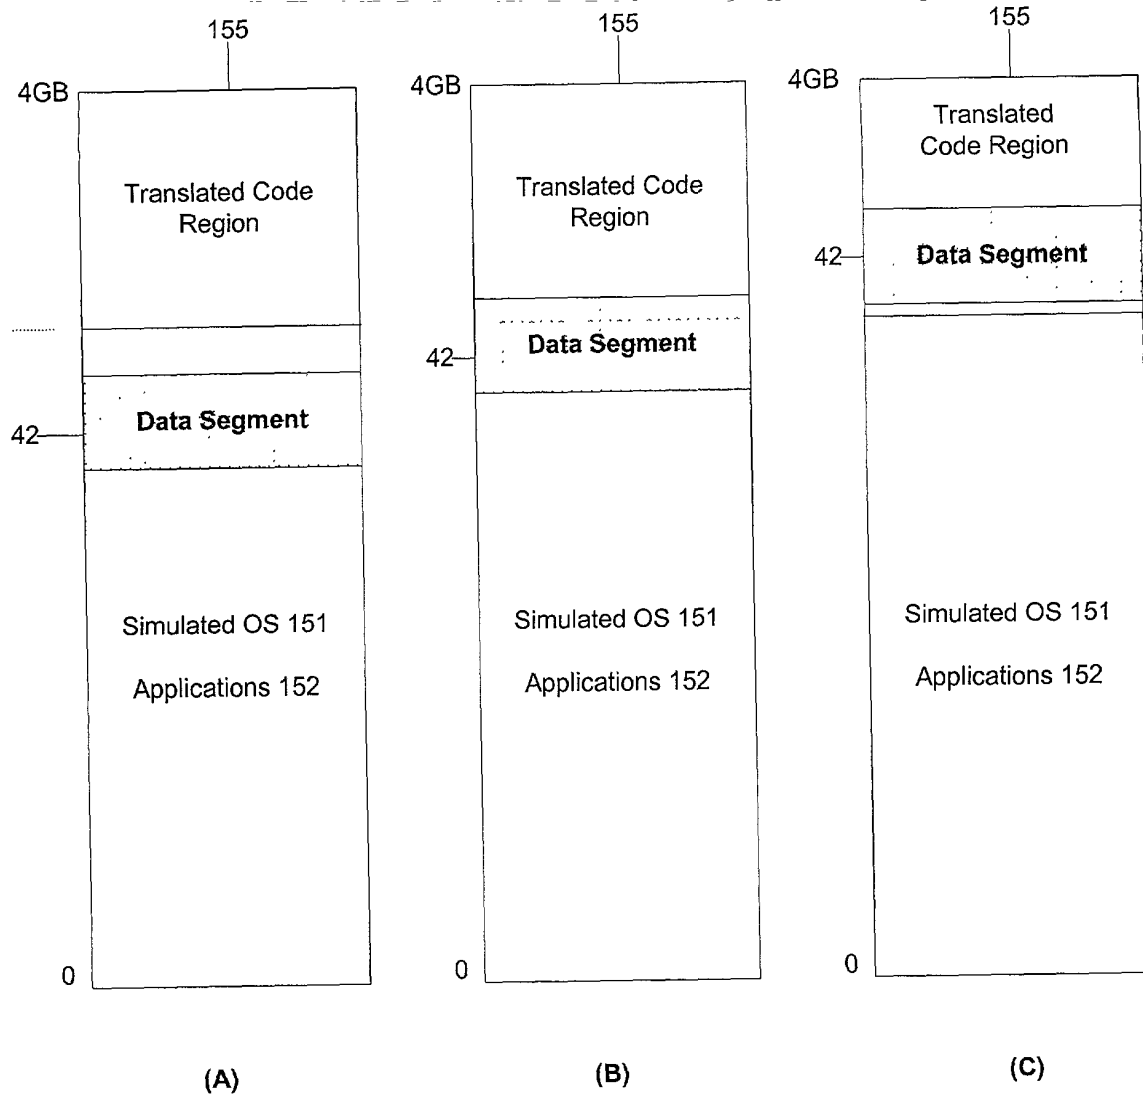 155
4GB
Translated Code
Region
Data Segment
42
Simulated OS 151
Applications 152
0
(A)
155
4GB
Translated Code
Region
Data Segment
42
Simulated OS 151
Applications 152
0
(B)
155
4GB
Translated
Code Region
Data Segment
42
Simulated OS 151
Applications 152
0
(C)